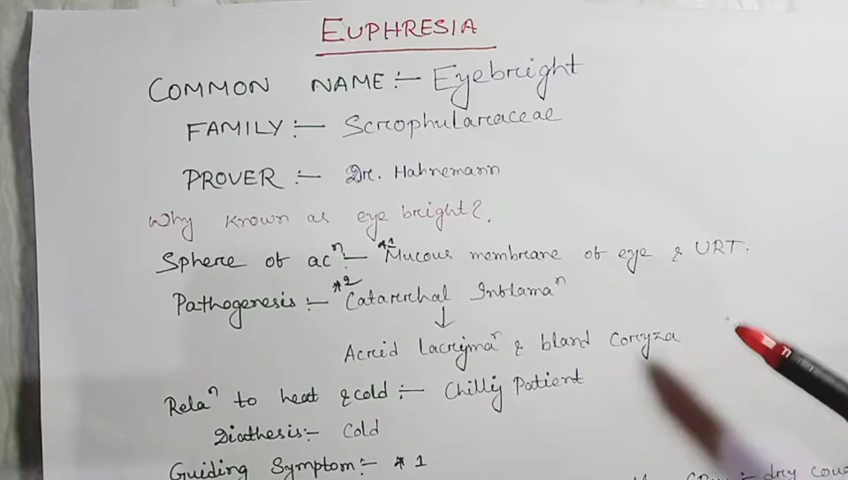 EUPHRESIA
COMMON NAME :- Eyebright
FAMILY :- Scrophulariaceae
PROVER :- Dr. Hahnemann
Why known as eye bright?
Sphere of acⁿ :- *1 Mucous membrane of eye & URT.
Pathogenesis :- *2 Catarrhal Inflamaⁿ
↓
Acrid lacrymaⁿ & bland Coryza
Relaⁿ to heat & cold :- Chilly Patient
Diathesis :- Cold
Guiding Symptom :- *1
:- dry cou